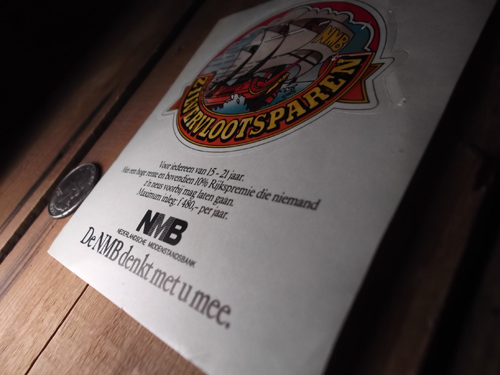 NMB
ZILVERVLOOTSPAREN
Voor iedereen van 15 - 21 jaar.
Met een hoge rente en bovendien 10% Rijkspremie die niemand
z'n neus voorbij mag laten gaan.
Maximum inleg: f 480,- per jaar.
NMB
NEDERLANDSCHE MIDDENSTANDSBANK
De NMB denkt met u mee.